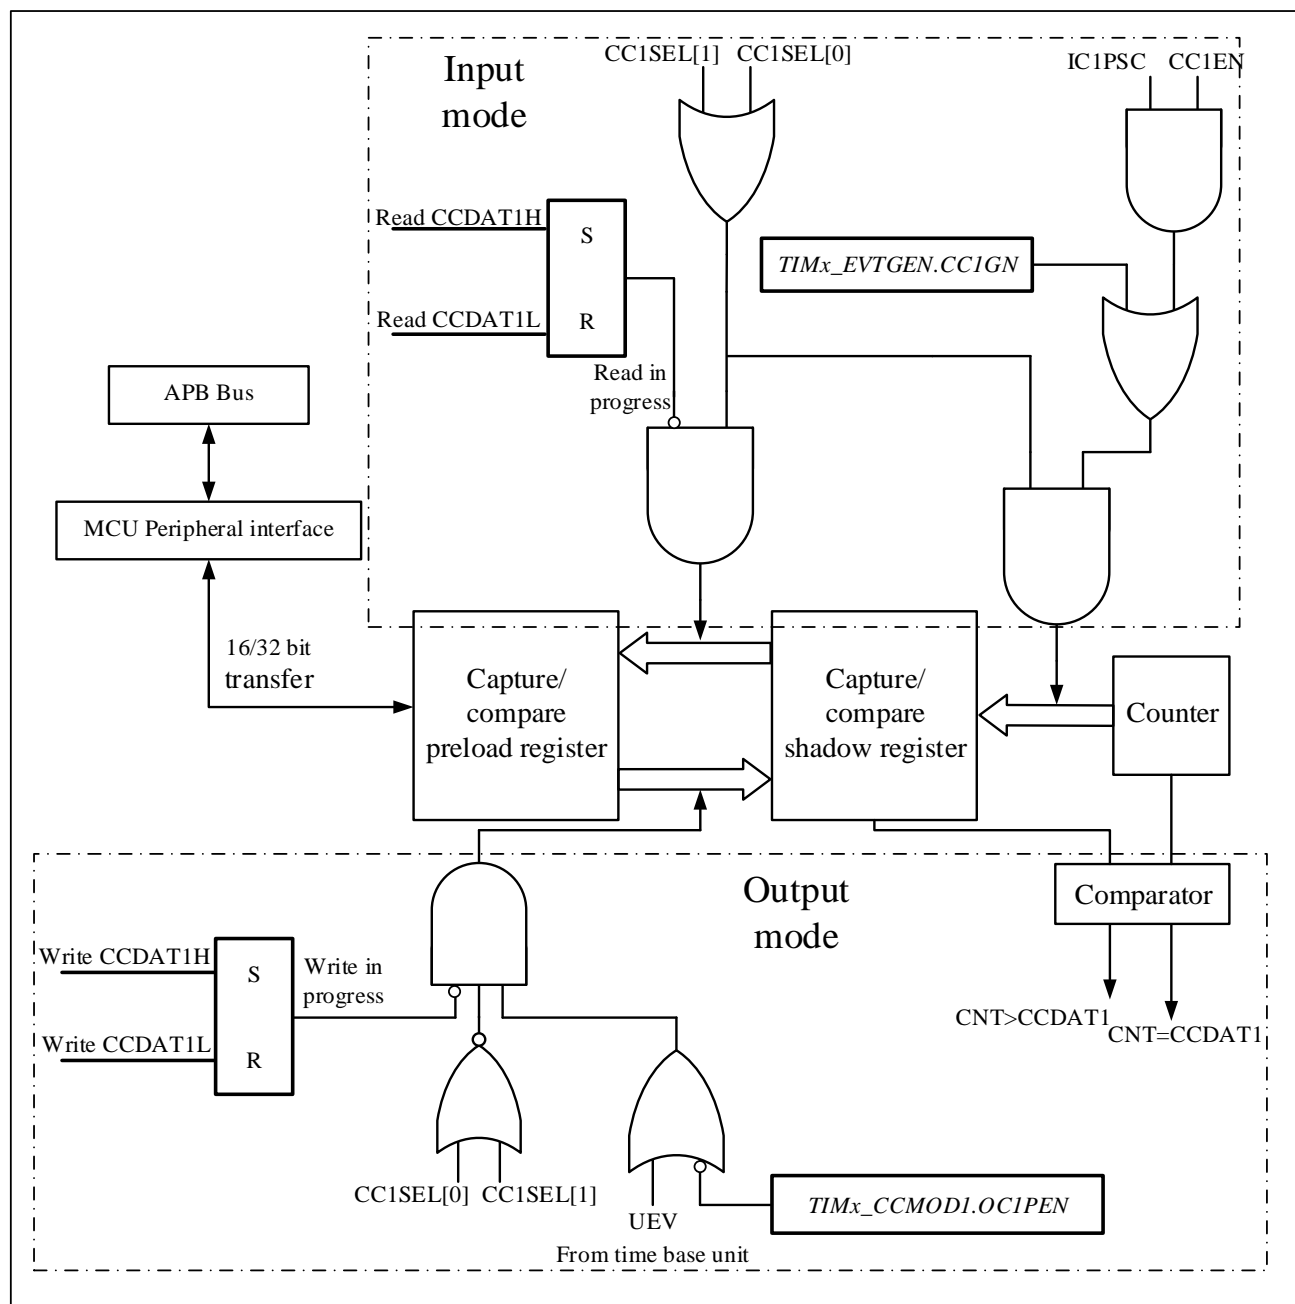 Input
mode
CC1SEL[1] CC1SEL[0]
IC1PSC CC1EN
Read CCDAT1H
S
TIMx_EVTGEN.CC1GN
Read CCDAT1L
R
Read in
progress
APB Bus
MCU Peripheral interface
16/32 bit
transfer
Capture/
compare
preload register
Capture/
compare
shadow register
Counter
Output
mode
Comparator
Write CCDAT1H
S
Write in
progress
CNT>CCDAT1
CNT=CCDAT1
Write CCDAT1L
R
CC1SEL[0] CC1SEL[1]
UEV
TIMx_CCMOD1.OC1PEN
From time base unit